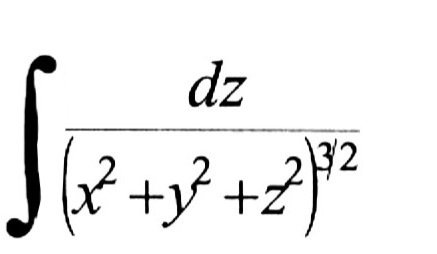 ∫ dz / (x² + y² + z²)^3/2